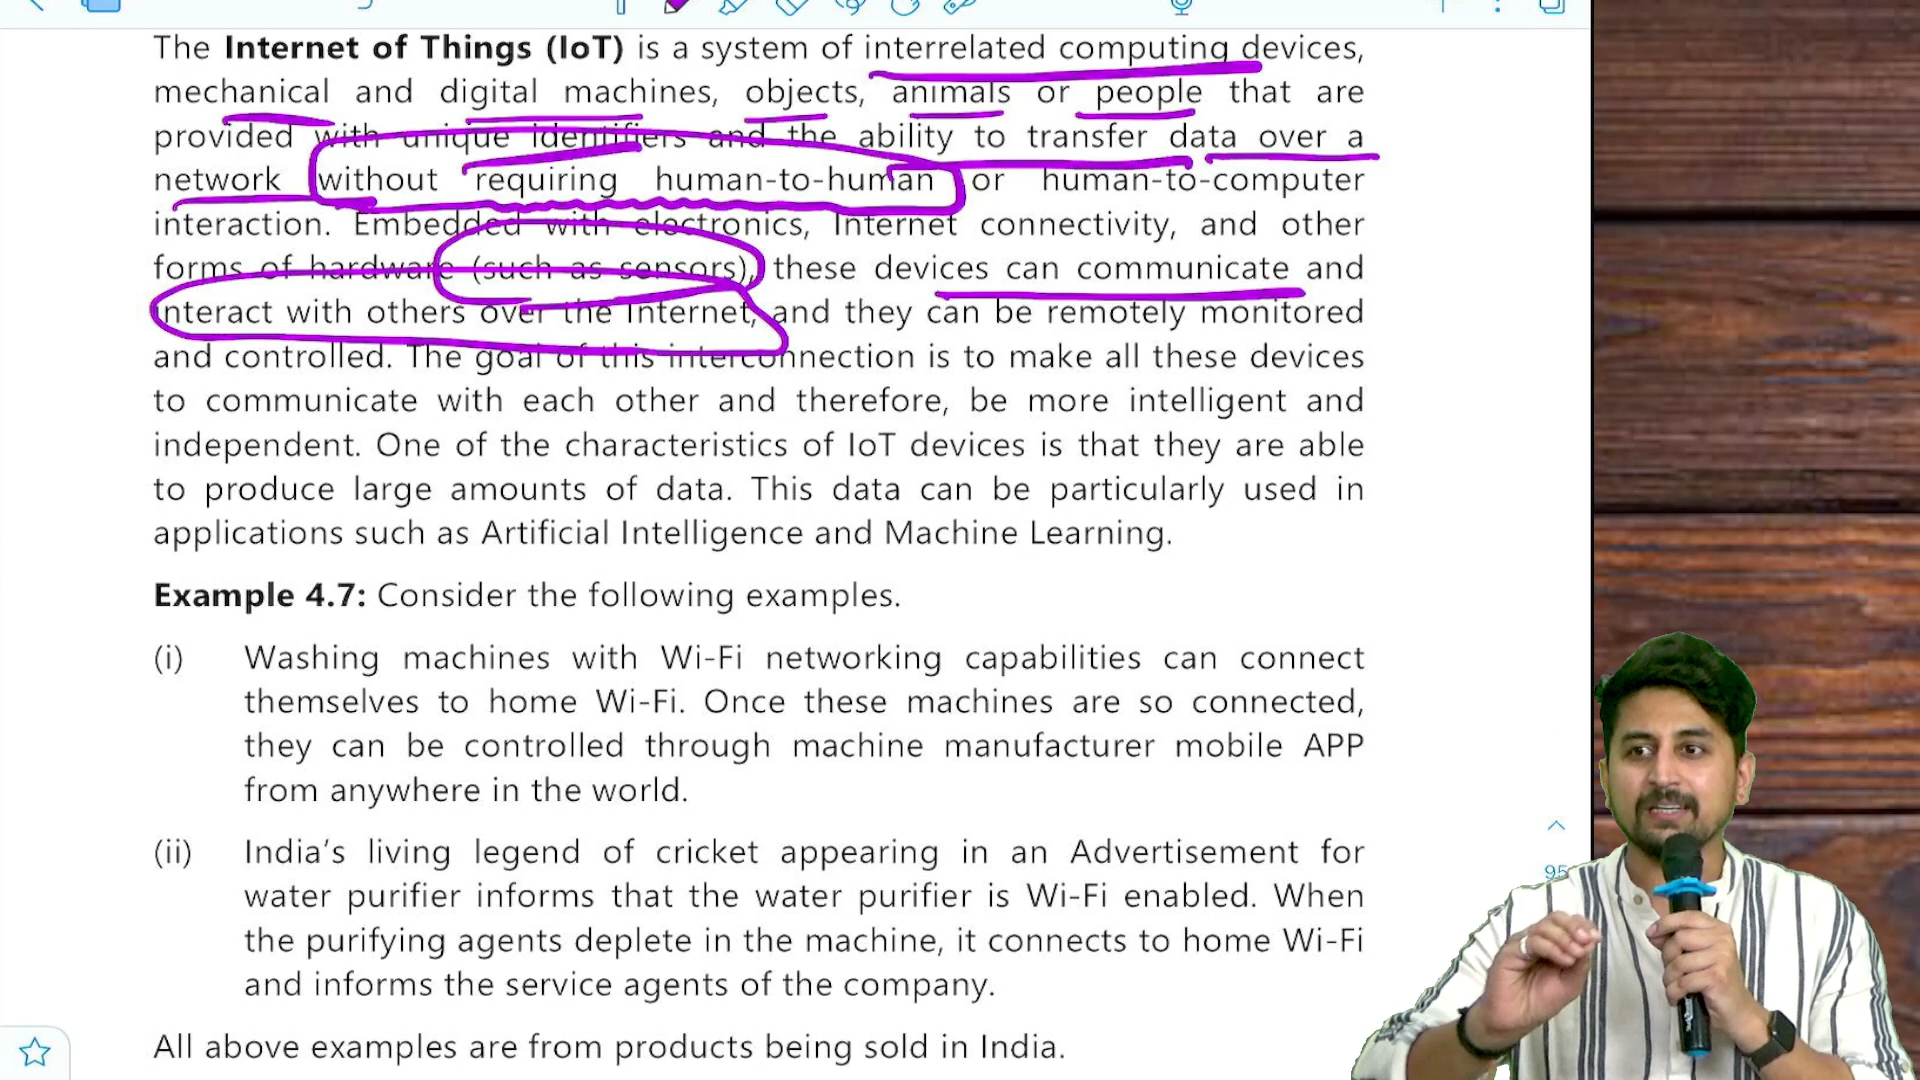 The Internet of Things (IoT) is a system of interrelated computing devices,
mechanical and digital machines, objects, animals or people that are
provided with unique identifiers and the ability to transfer data over a
network without requiring human-to-human or human-to-computer
interaction. Embedded with electronics, Internet connectivity, and other
forms of hardware (such as sensors), these devices can communicate and
interact with others over the Internet, and they can be remotely monitored
and controlled. The goal of this interconnection is to make all these devices
to communicate with each other and therefore, be more intelligent and
independent. One of the characteristics of IoT devices is that they are able
to produce large amounts of data. This data can be particularly used in
applications such as Artificial Intelligence and Machine Learning.
Example 4.7: Consider the following examples.
(i) Washing machines with Wi-Fi networking capabilities can connect
themselves to home Wi-Fi. Once these machines are so connected,
they can be controlled through machine manufacturer mobile APP
from anywhere in the world.
(ii) India’s living legend of cricket appearing in an Advertisement for
water purifier informs that the water purifier is Wi-Fi enabled. When
the purifying agents deplete in the machine, it connects to home Wi-Fi
and informs the service agents of the company.
All above examples are from products being sold in India.